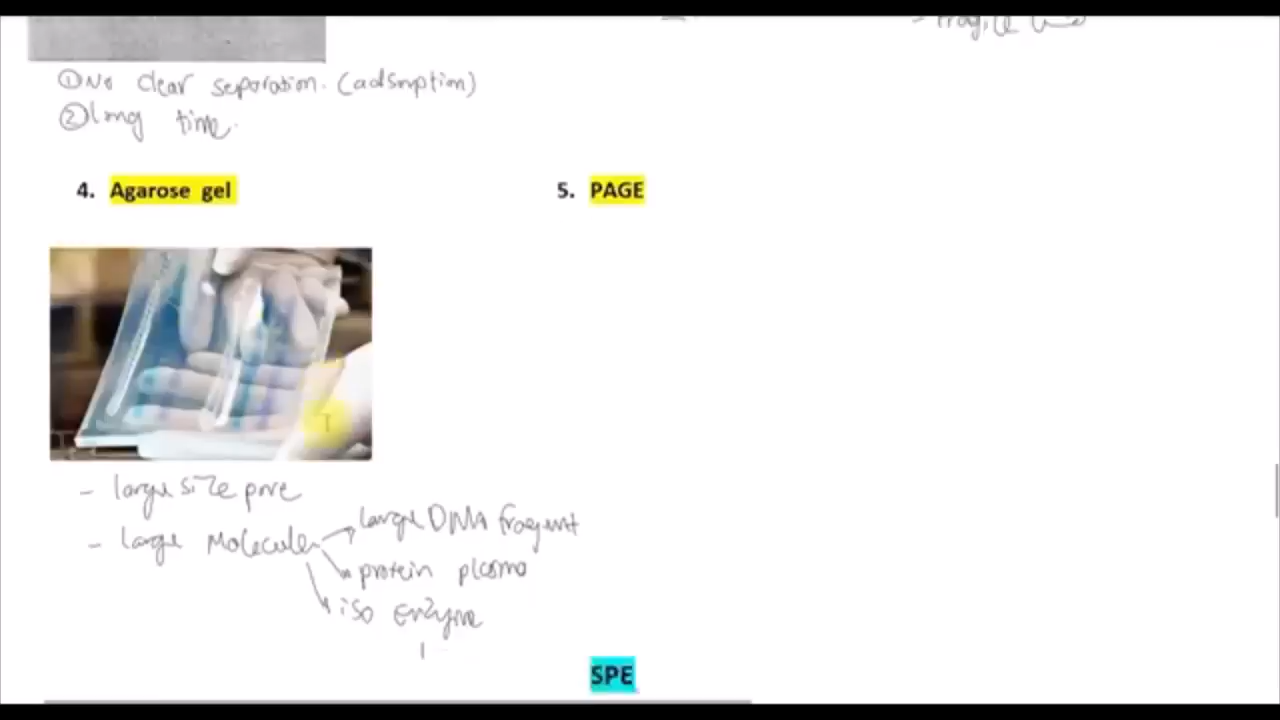 ① No clear separation. (adsorption)
② long time.
4. Agarose gel
5. PAGE
- large size pore
- large Molecules
large DNA fragent
protein plasma
iso enzyme
SPE